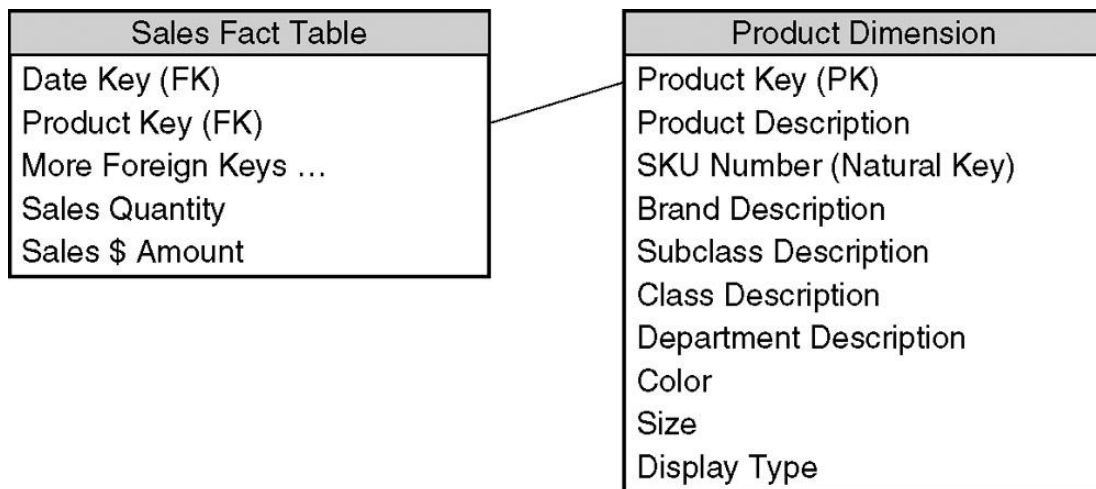 Sales Fact Table
Date Key (FK)
Product Key (FK)
More Foreign Keys ...
Sales Quantity
Sales $ Amount
Product Dimension
Product Key (PK)
Product Description
SKU Number (Natural Key)
Brand Description
Subclass Description
Class Description
Department Description
Color
Size
Display Type